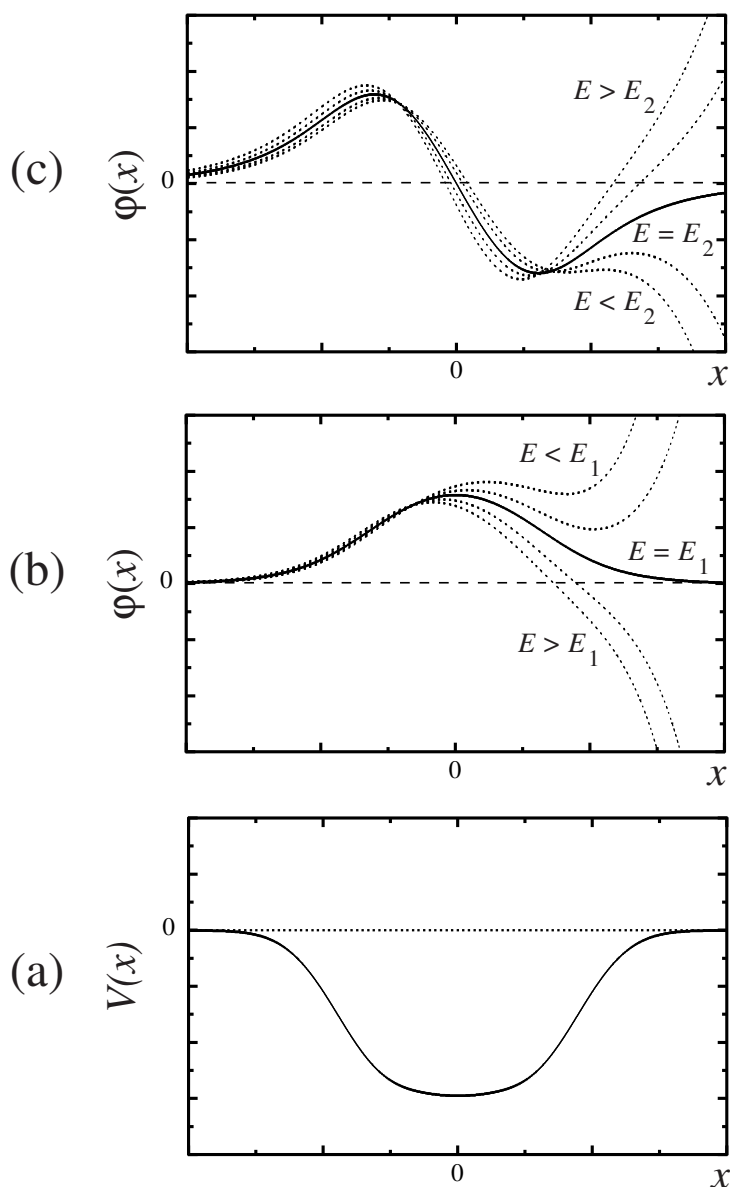 (c)
φ(x)
0
E > E₂
E = E₂
E < E₂
0
x
(b)
φ(x)
0
E < E₁
E = E₁
E > E₁
0
x
(a)
V(x)
0
0
x